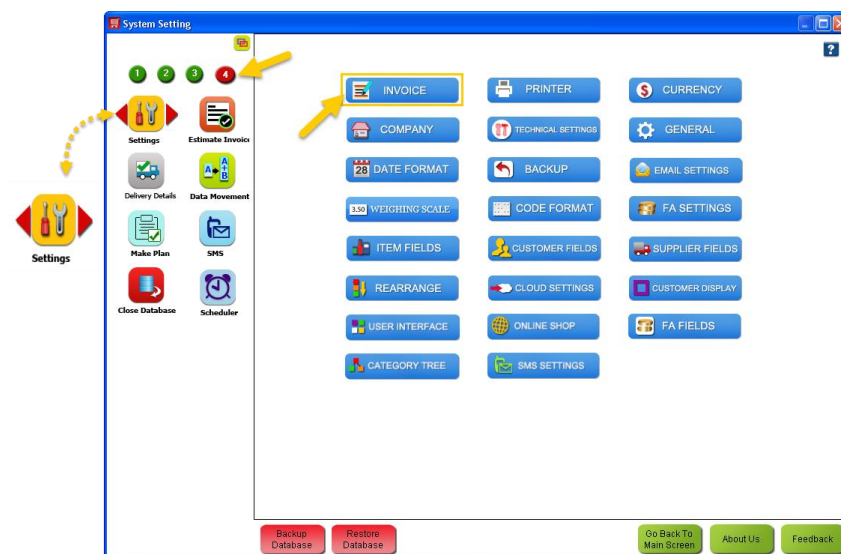 System Setting
?
1 2 3 4
Settings
Estimate Invoice
Delivery Details
A
A+B
Data Movement
Make Plan
SMS
Close Database
Scheduler
Settings
INVOICE
PRINTER
$ CURRENCY
COMPANY
TECHNICAL SETTINGS
GENERAL
28 DATE FORMAT
BACKUP
EMAIL SETTINGS
3.50 WEIGHING SCALE
CODE FORMAT
FA SETTINGS
ITEM FIELDS
CUSTOMER FIELDS
SUPPLIER FIELDS
REARRANGE
CLOUD SETTINGS
CUSTOMER DISPLAY
USER INTERFACE
ONLINE SHOP
FA FIELDS
CATEGORY TREE
SMS SETTINGS
Backup
Database
Restore
Database
Go Back To
Main Screen
About Us
Feedback